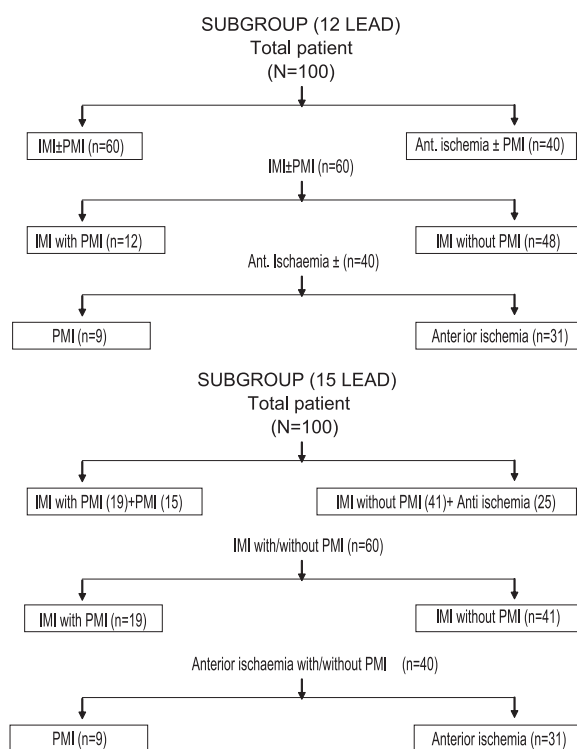 SUBGROUP (12 LEAD)
Total patient
(N=100)
IMI±PMI (n=60)
Ant. ischemia ± PMI (n=40)
IMI±PMI (n=60)
IMI with PMI (n=12)
IMI without PMI (n=48)
Ant. Ischaemia ± (n=40)
PMI (n=9)
Anterior ischemia (n=31)
SUBGROUP (15 LEAD)
Total patient
(N=100)
IMI with PMI (19)+PMI (15)
IMI without PMI (41)+ Anti ischemia (25)
IMI with/without PMI (n=60)
IMI with PMI (n=19)
IMI without PMI (n=41)
Anterior ischaemia with/without PMI (n=40)
PMI (n=9)
Anterior ischemia (n=31)